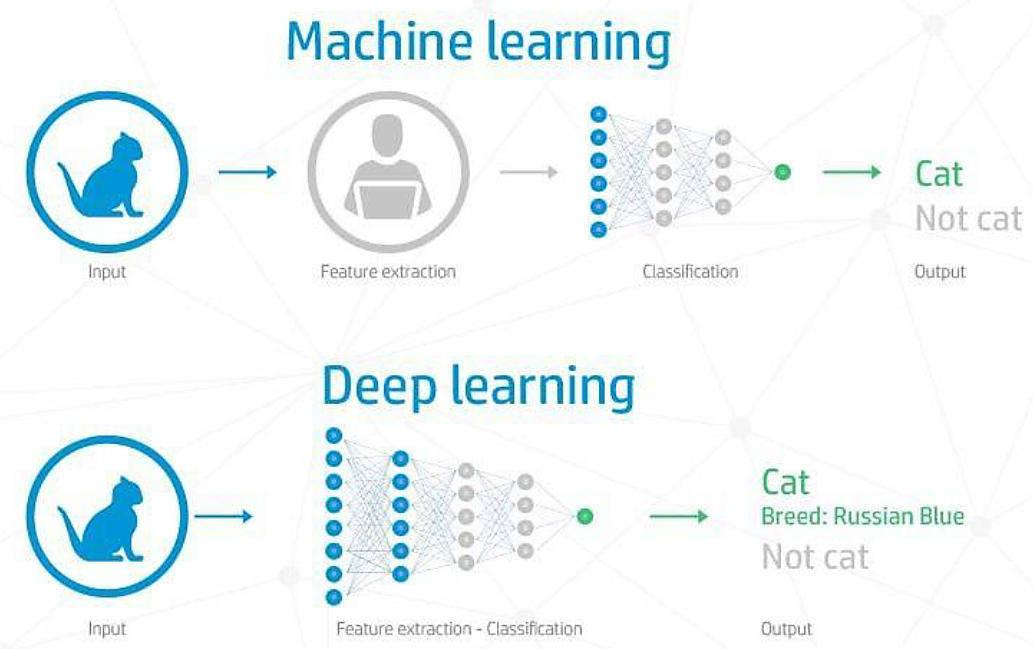 Machine learning
Cat
Not cat
Input
Feature extraction
Classification
Output
Deep learning
Cat
Breed: Russian Blue
Not cat
Input
Feature extraction - Classification
Output